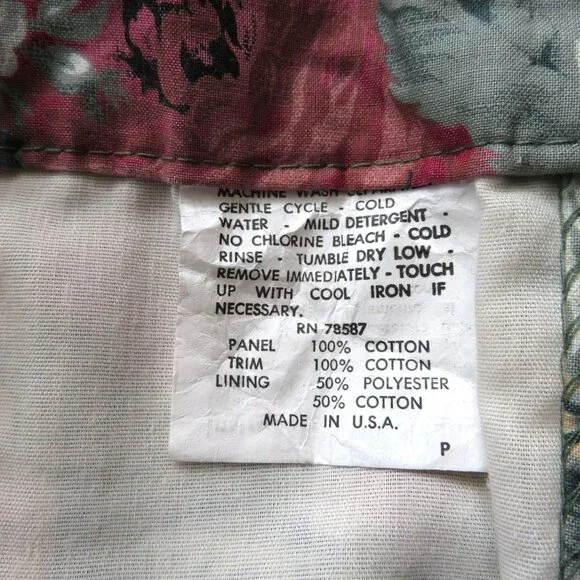 MACHINE WASH
GENTLE CYCLE - COLD
WATER - MILD DETERGENT -
NO CHLORINE BLEACH - COLD
RINSE - TUMBLE DRY LOW -
REMOVE IMMEDIATELY - TOUCH
UP WITH COOL IRON IF
NECESSARY.
RN 78587
PANEL 100% COTTON
TRIM 100% COTTON
LINING 50% POLYESTER
50% COTTON
MADE IN U.S.A.
P